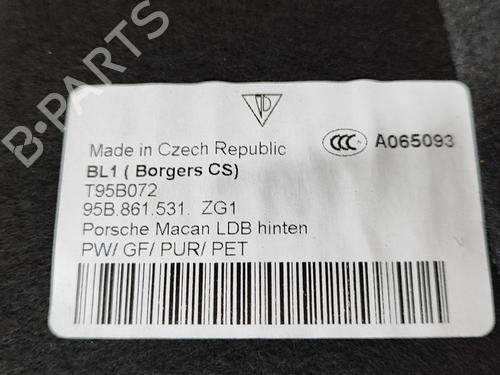 B-PARTS
Made in Czech Republic
CCC A065093
BL1 ( Borgers CS)
T95B072
95B.861.531. ZG1
Porsche Macan LDB hinten
PW/ GF/ PUR/ PET